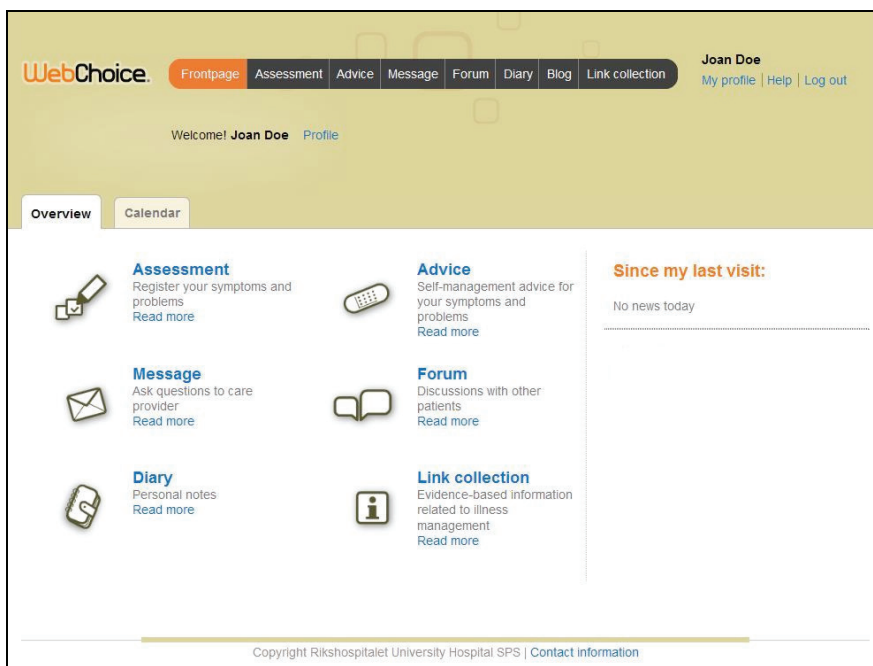 WebChoice.
Frontpage Assessment Advice Message Forum Diary Blog Link collection
Joan Doe
My profile | Help | Log out
Welcome! Joan Doe Profile
Overview
Calendar
Assessment
Register your symptoms and
problems
Read more
Advice
Self-management advice for
your symptoms and
problems
Read more
Since my last visit:
No news today
Message
Ask questions to care
provider
Read more
Forum
Discussions with other
patients
Read more
Diary
Personal notes
Read more
Link collection
Evidence-based information
related to illness
management
Read more
Copyright Rikshospitalet University Hospital SPS | Contact information